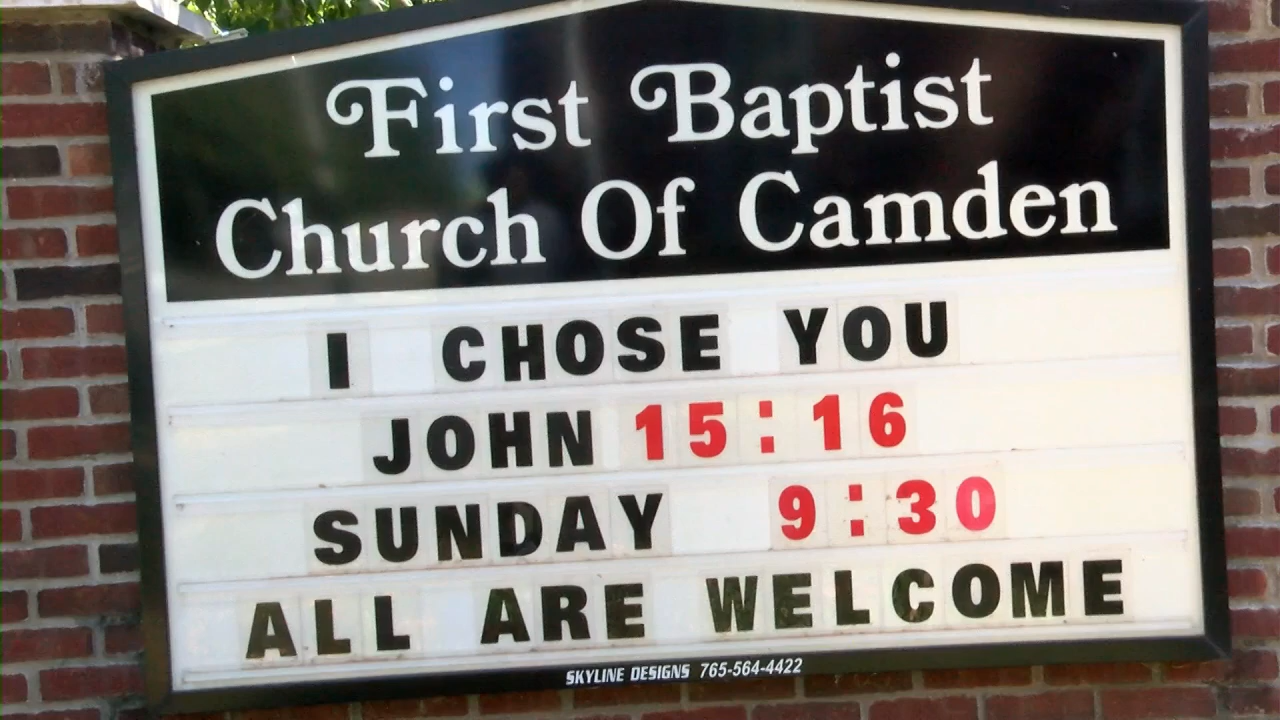 First Baptist
Church Of Camden
I CHOSE YOU
JOHN 15:16
SUNDAY 9:30
ALL ARE WELCOME
SKYLINE DESIGNS 765-564-4422